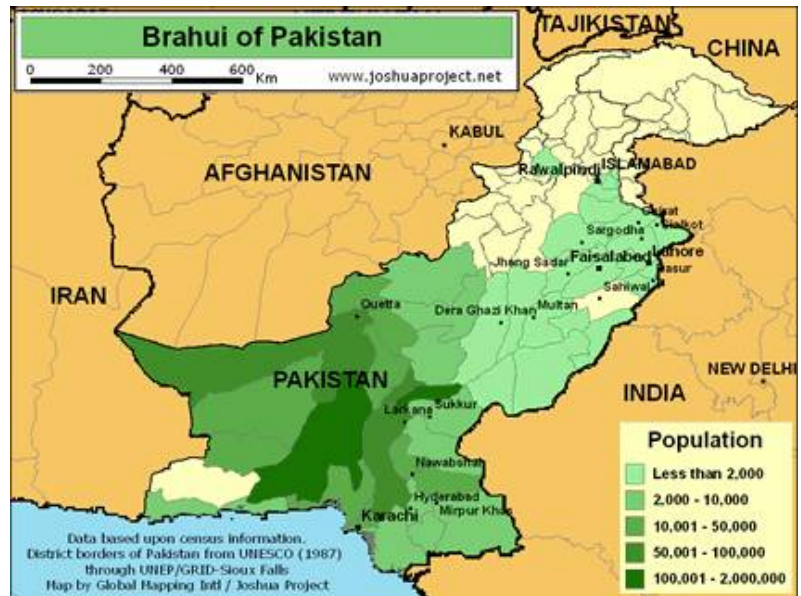 TAJIKISTAN
Brahui of Pakistan
CHINA
0 200 400 600 Km
www.joshuaproject.net
KABUL
AFGHANISTAN
Rawalpindi
ISLAMABAD
Sialkot
Sargodha
Lahore
Jhang Sadar
Faisalabad
IRAN
Sahiwal
Quetta
Dera Ghazi Khan
Multan
NEW DELHI
PAKISTAN
INDIA
Larkana
Sukkur
Population
Less than 2,000
2,000 - 10,000
10,001 - 50,000
50,001 - 100,000
100,001 - 2,000,000
Nawabshah
Hyderabad
Karachi
Mirpur Khas
Data based upon census information.
District borders of Pakistan from UNESCO (1987)
through UNEP/GRID-Sioux Falls
Map by Global Mapping Intl / Joshua Project